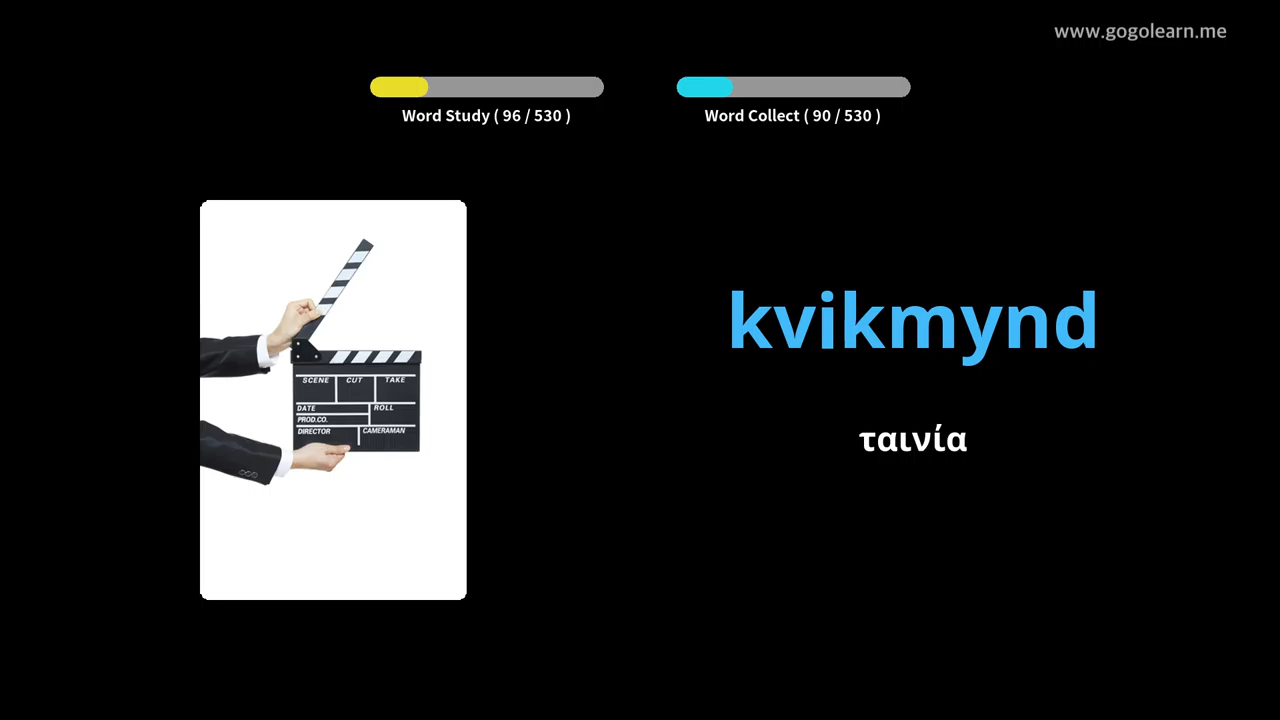 www.gogolearn.me
Word Study ( 96 / 530 )
Word Collect ( 90 / 530 )
SCENE CUT TAKE
DATE ROLL
PROD.CO.
DIRECTOR CAMERAMAN
kvikmynd
ταινία